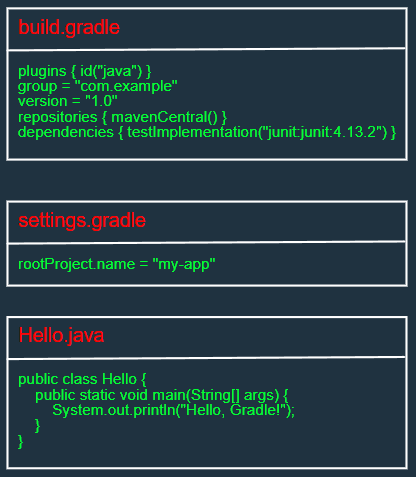 build.gradle
plugins { id("java") }
group = "com.example"
version = "1.0"
repositories { mavenCentral() }
dependencies { testImplementation("junit:junit:4.13.2") }
settings.gradle
rootProject.name = "my-app"
Hello.java
public class Hello {
    public static void main(String[] args) {
        System.out.println("Hello, Gradle!");
    }
}